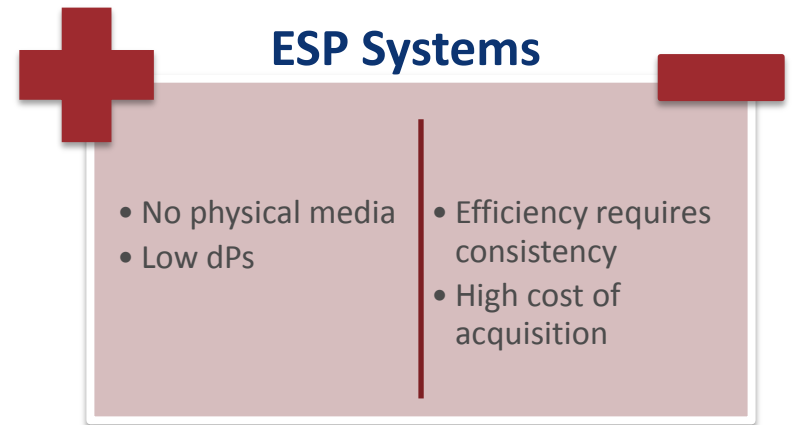 ESP Systems
• No physical media
• Low dPs
• Efficiency requires
consistency
• High cost of
acquisition